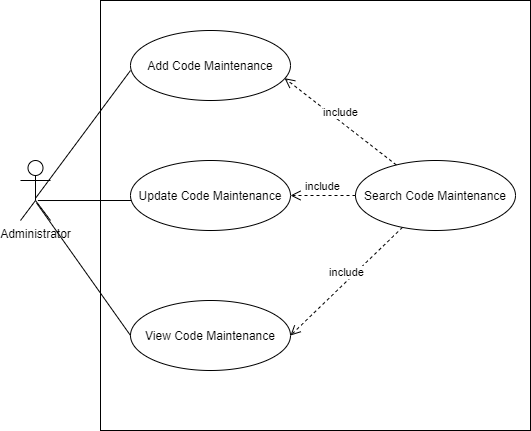 Add Code Maintenance
include
Update Code Maintenance
include
Search Code Maintenance
Administrator
include
View Code Maintenance